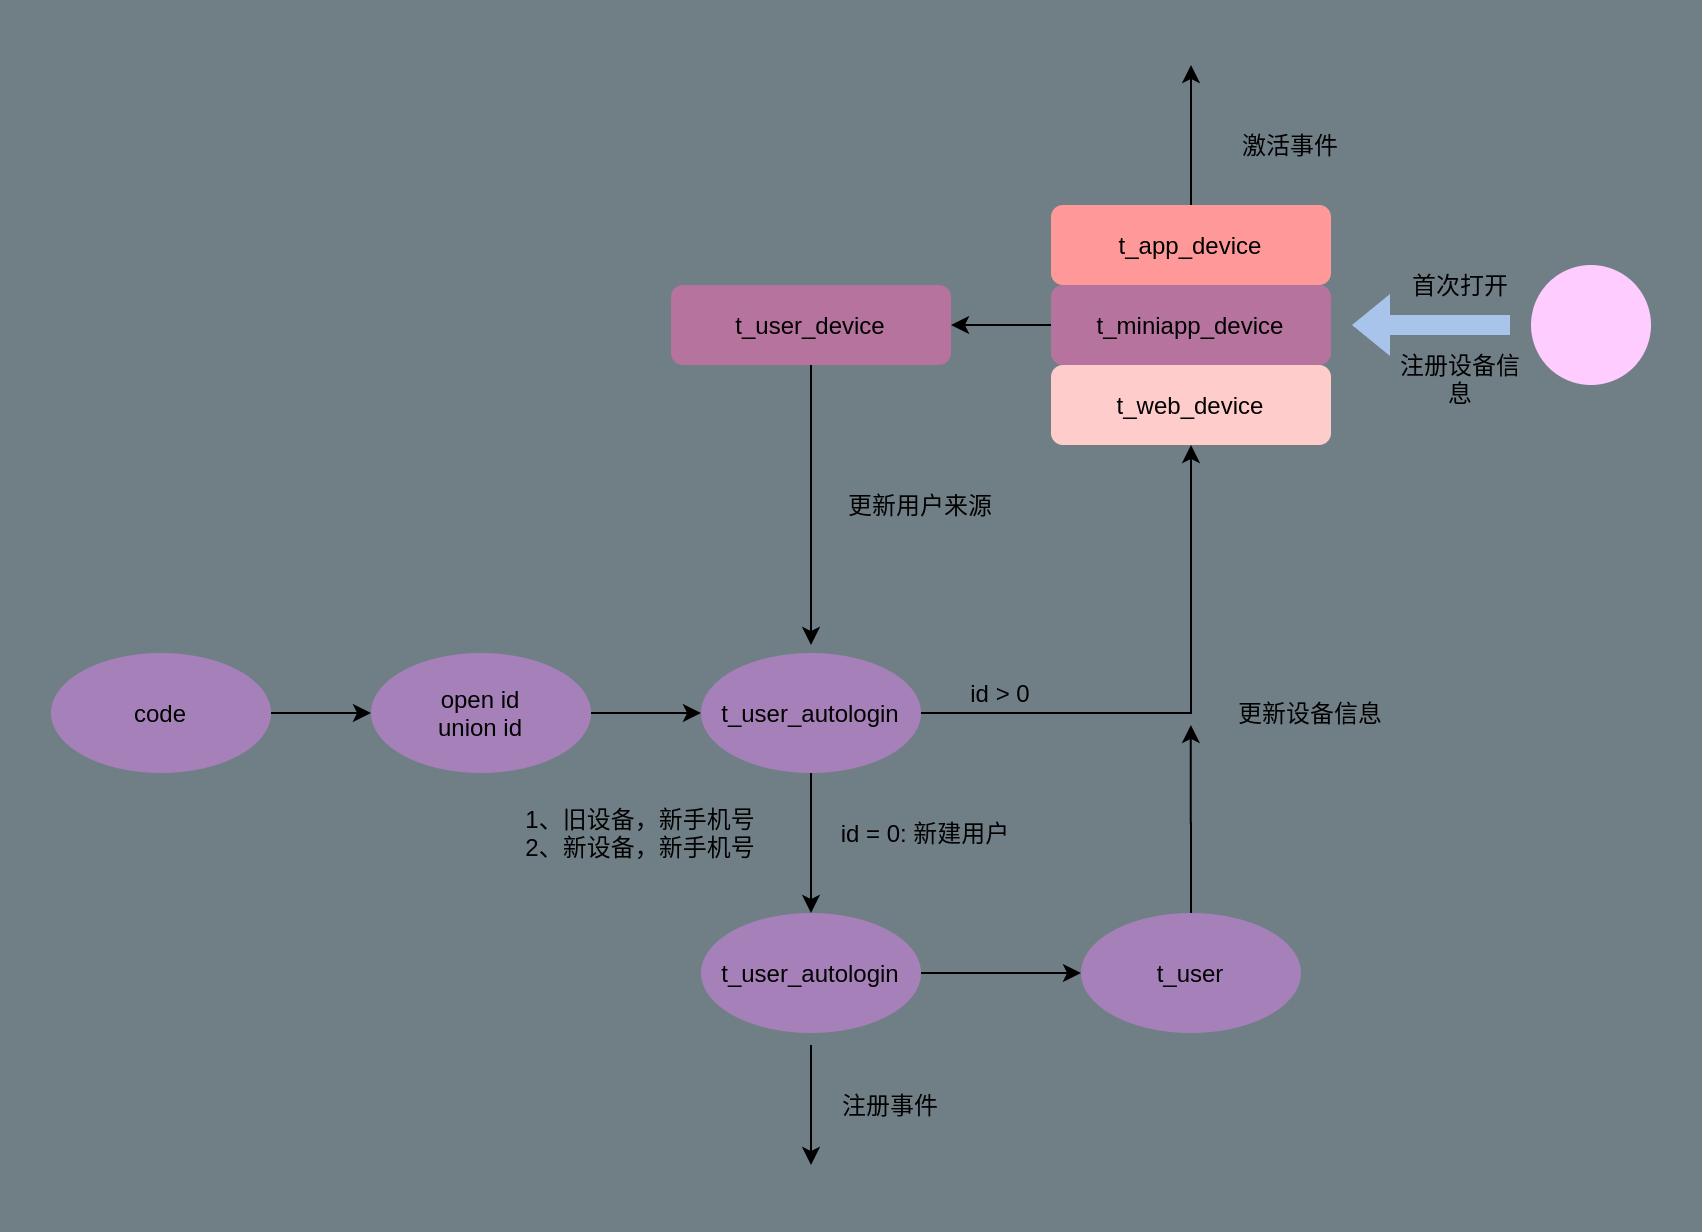 激活事件
t_app_device
首次打开
t_user_device
t_miniapp_device
注册设备信
息
t_web_device
更新用户来源
id > 0
code
open id
union id
t_user_autologin
更新设备信息
1、旧设备，新手机号
2、新设备，新手机号
id = 0: 新建用户
t_user_autologin
t_user
注册事件